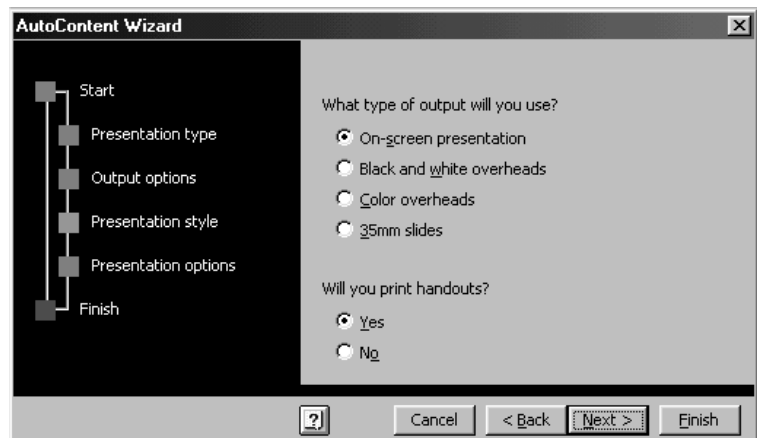 AutoContent Wizard
Start
Presentation type
Output options
Presentation style
Presentation options
Finish
What type of output will you use?
On-screen presentation
Black and white overheads
Color overheads
35mm slides
Will you print handouts?
Yes
No
?
Cancel
< Back
Next >
Finish